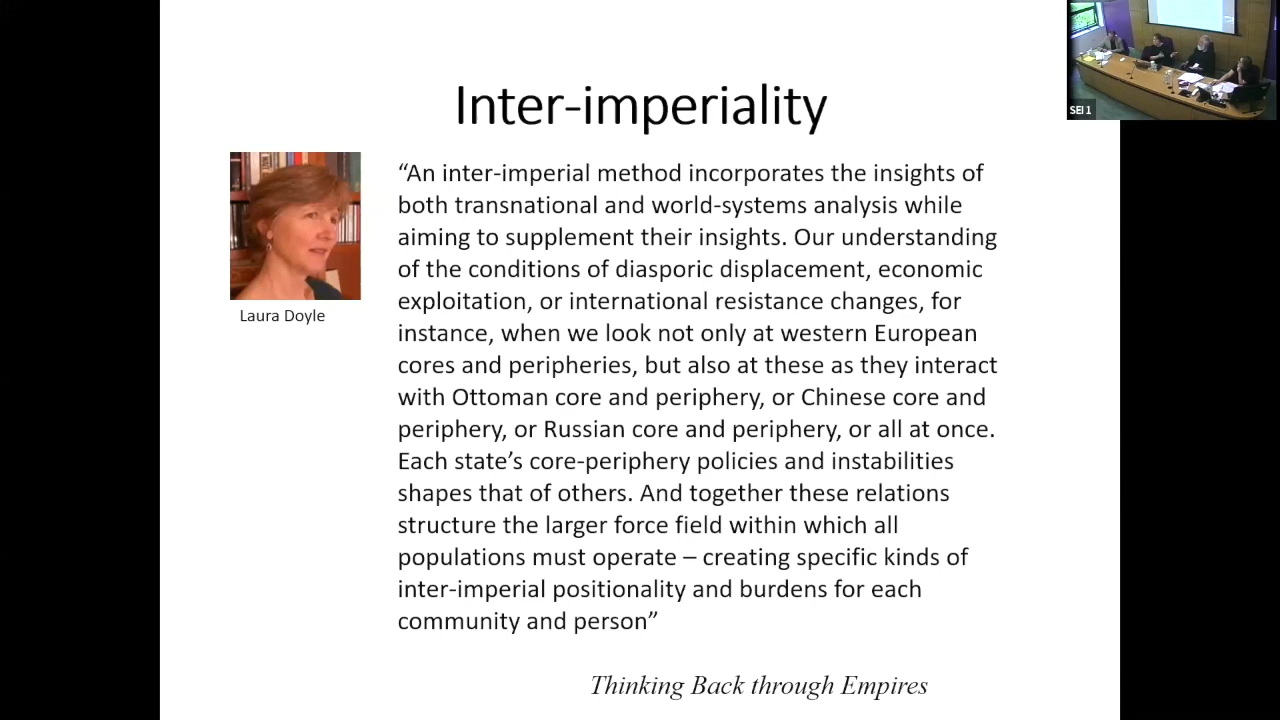 SEI 1
Inter-imperiality
Laura Doyle
“An inter-imperial method incorporates the insights of
both transnational and world-systems analysis while
aiming to supplement their insights. Our understanding
of the conditions of diasporic displacement, economic
exploitation, or international resistance changes, for
instance, when we look not only at western European
cores and peripheries, but also at these as they interact
with Ottoman core and periphery, or Chinese core and
periphery, or Russian core and periphery, or all at once.
Each state’s core-periphery policies and instabilities
shapes that of others. And together these relations
structure the larger force field within which all
populations must operate – creating specific kinds of
inter-imperial positionality and burdens for each
community and person”
Thinking Back through Empires